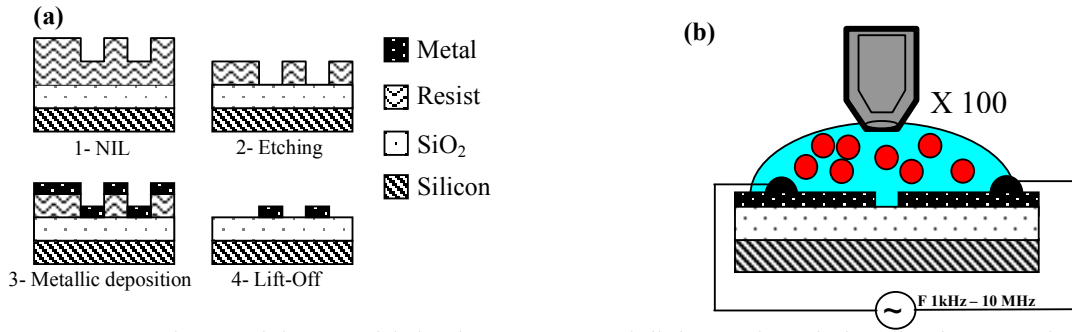 (a)
1- NIL
2- Etching
3- Metallic deposition
4- Lift-Off
Metal
Resist
SiO₂
Silicon
(b)
X 100
~
F 1kHz – 10 MHz